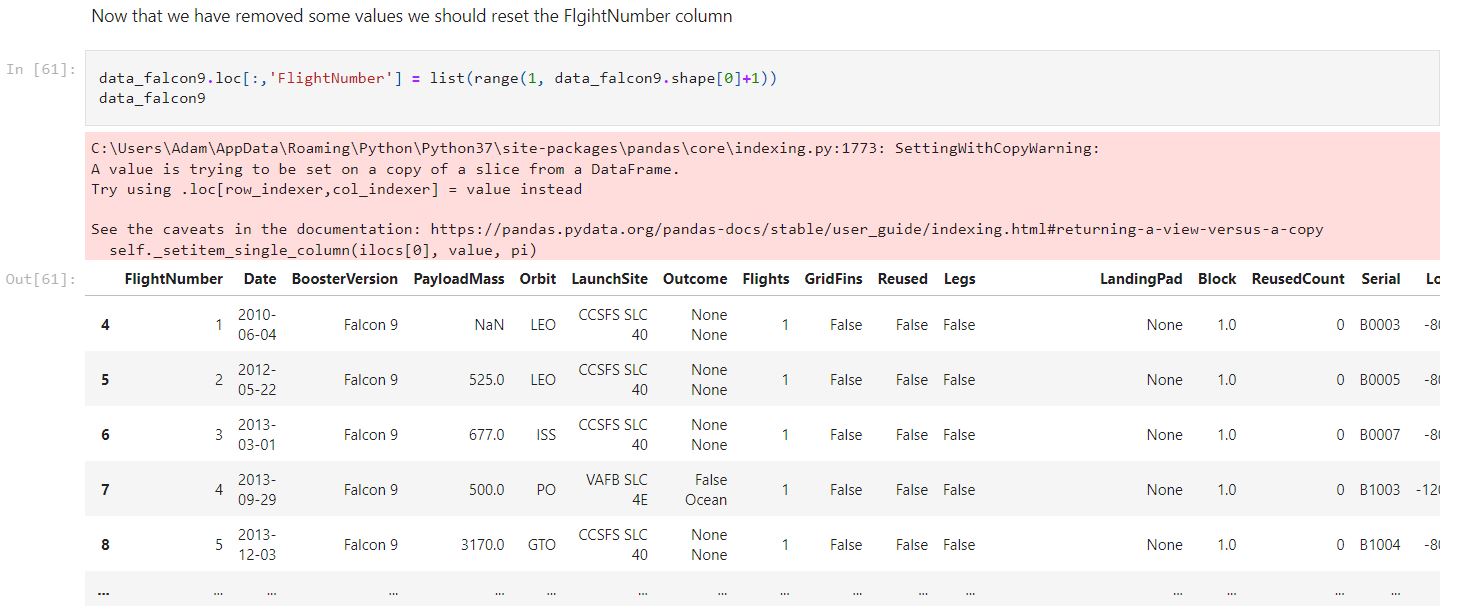 Now that we have removed some values we should reset the FlgihtNumber column
In [61]:
data_falcon9.loc[:,'FlightNumber'] = list(range(1, data_falcon9.shape[0]+1))
data_falcon9
C:\Users\Adam\AppData\Roaming\Python\Python37\site-packages\pandas\core\indexing.py:1773: SettingWithCopyWarning:
A value is trying to be set on a copy of a slice from a DataFrame.
Try using .loc[row_indexer,col_indexer] = value instead
See the caveats in the documentation: https://pandas.pydata.org/pandas-docs/stable/user_guide/indexing.html#returning-a-view-versus-a-copy
self._setitem_single_column(ilocs[0], value, pi)
Out[61]:
FlightNumber Date BoosterVersion PayloadMass Orbit LaunchSite Outcome Flights GridFins Reused Legs LandingPad Block ReusedCount Serial Lo
4 1 2010-06-04 Falcon 9 NaN LEO CCSFS SLC 40 None None 1 False False False None 1.0 0 B0003 -80
5 2 2012-05-22 Falcon 9 525.0 LEO CCSFS SLC 40 None None 1 False False False None 1.0 0 B0005 -80
6 3 2013-03-01 Falcon 9 677.0 ISS CCSFS SLC 40 None None 1 False False False None 1.0 0 B0007 -80
7 4 2013-09-29 Falcon 9 500.0 PO VAFB SLC 4E False Ocean 1 False False False None 1.0 0 B1003 -120
8 5 2013-12-03 Falcon 9 3170.0 GTO CCSFS SLC 40 None None 1 False False False None 1.0 0 B1004 -80
... ... ... ... ... ... ... ... ... ... ... ... ... ... ... ...